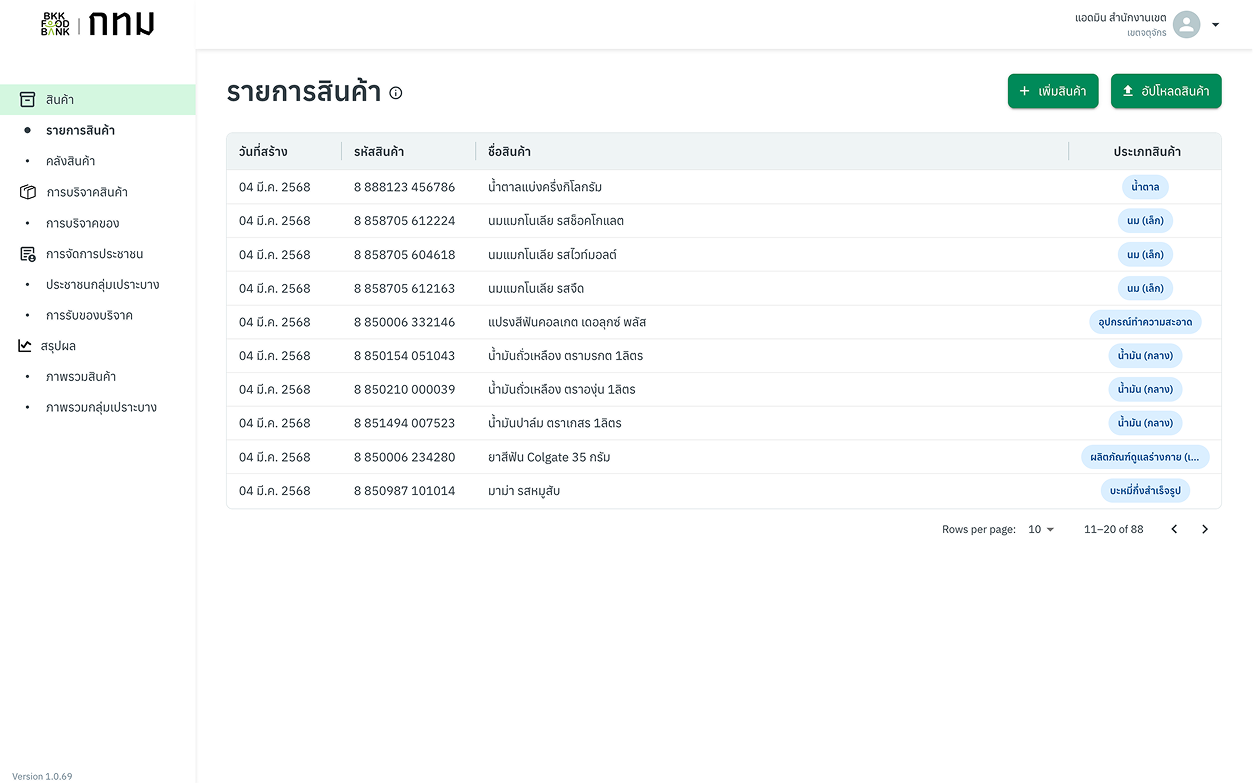 BKK FOOD BANK | กทม
แอดมิน สำนักงานเขต
เขตจตุจักร
สินค้า
รายการสินค้า
คลังสินค้า
การบริจาคสินค้า
การบริจาคของ
การจัดการประชาชน
ประชาชนกลุ่มเปราะบาง
การรับของบริจาค
สรุปผล
ภาพรวมสินค้า
ภาพรวมกลุ่มเปราะบาง
Version 1.0.69
รายการสินค้า
เพิ่มสินค้า อัปโหลดสินค้า
วันที่สร้าง รหัสสินค้า ชื่อสินค้า ประเภทสินค้า
04 มี.ค. 2568 8 888123 456786 น้ำตาลแบ่งครึ่งกิโลกรัม น้ำตาล
04 มี.ค. 2568 8 858705 612224 นมแมกโนเลีย รสช็อคโกแลต นม (เล็ก)
04 มี.ค. 2568 8 858705 604618 นมแมกโนเลีย รสไวท์มอลต์ นม (เล็ก)
04 มี.ค. 2568 8 858705 612163 นมแมกโนเลีย รสจืด นม (เล็ก)
04 มี.ค. 2568 8 850006 332146 แปรงสีฟันคอลเกต เดอลุกซ์ พลัส อุปกรณ์ทำความสะอาด
04 มี.ค. 2568 8 850154 051043 น้ำมันถั่วเหลือง ตรามรกต 1ลิตร น้ำมัน (กลาง)
04 มี.ค. 2568 8 850210 000039 น้ำมันถั่วเหลือง ตราองุ่น 1ลิตร น้ำมัน (กลาง)
04 มี.ค. 2568 8 851494 007523 น้ำมันปาล์ม ตราเกสร 1ลิตร น้ำมัน (กลาง)
04 มี.ค. 2568 8 850006 234280 ยาสีฟัน Colgate 35 กรัม ผลิตภัณฑ์ดูแลร่างกาย (เ...
04 มี.ค. 2568 8 850987 101014 มาม่า รสหมูสับ บะหมี่กึ่งสำเร็จรูป
Rows per page: 10 11–20 of 88